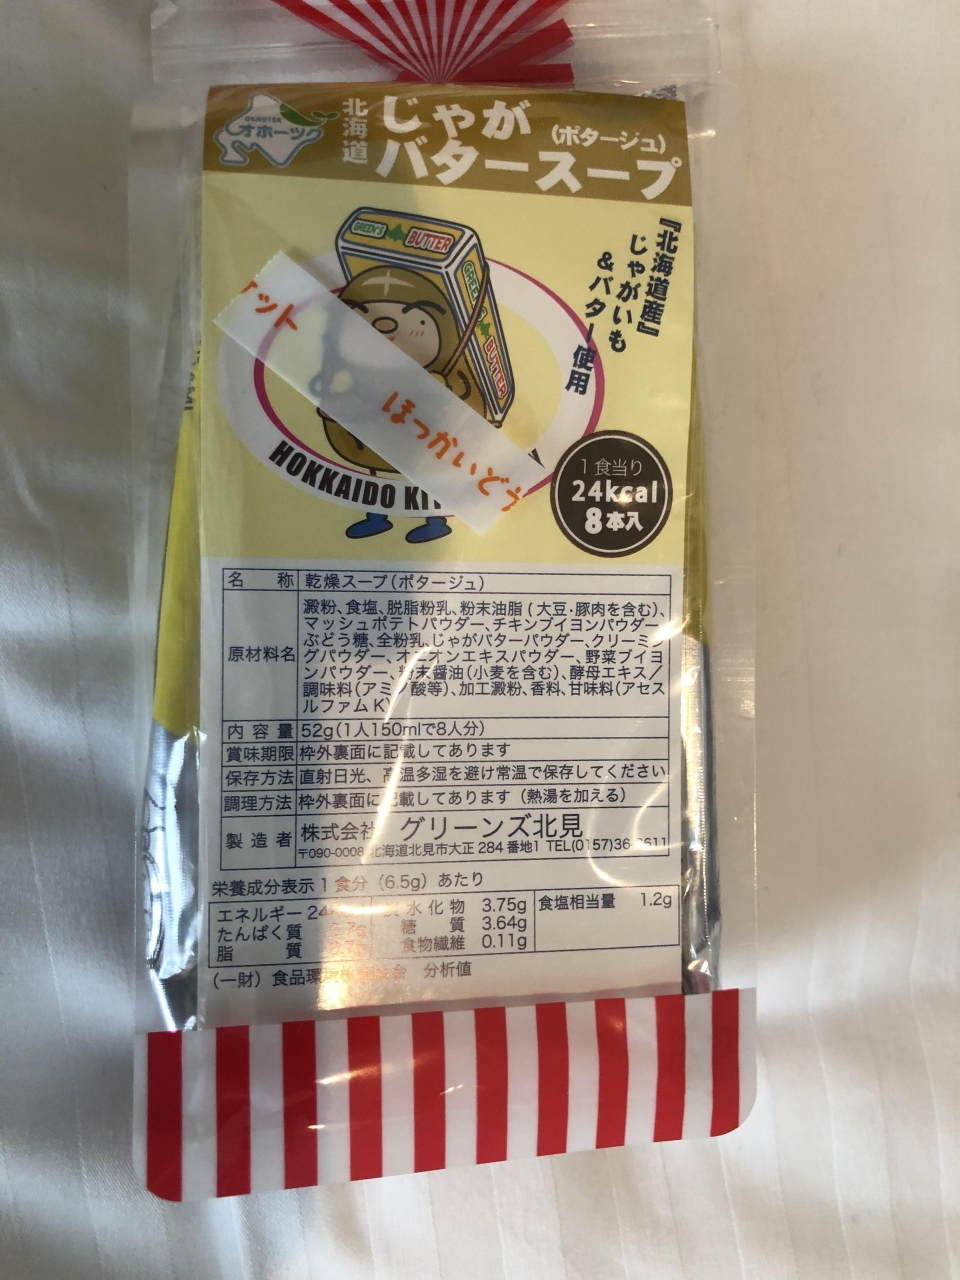 オホーツク
北海道
じゃが
バタースープ
(ポタージュ)
『北海道産』
じゃがいも
&バター使用
GREEN'S BUTTER
GREEN'S BUTTER
ット
ほっかいどう
HOKKAIDO
1食当り
24kcal
8本入
名 称 乾燥スープ(ポタージュ)
原材料名
澱粉、食塩、脱脂粉乳、粉末油脂(大豆・豚肉を含む)、
マッシュポテトパウダー、チキンブイヨンパウダー、
ぶどう糖、全粉乳、じゃがバターパウダー、クリーミ
グパウダー、オニオンエキスパウダー、野菜ブイヨ
ンパウダー、粉末醤油(小麦を含む)、酵母エキス/
調味料(アミノ酸等)、加工澱粉、香料、甘味料(アセス
ルファムK)
内容量 52g(1人150mlで8人分)
賞味期限 枠外裏面に記載してあります
保存方法 直射日光、高温多湿を避け常温で保存してください
調理方法 枠外裏面に記載してあります(熱湯を加える)
製造者 株式会社 グリーンズ北見
〒090-0008 北海道北見市大正284番地1 TEL(0157)36-
栄養成分表示1食分(6.5g)あたり
エネルギー 24
たんぱく質
脂 質
炭水化物 3.75g
糖 質 3.64g
食物繊維 0.11g
食塩相当量 1.2g
(一財)食品環 分析値